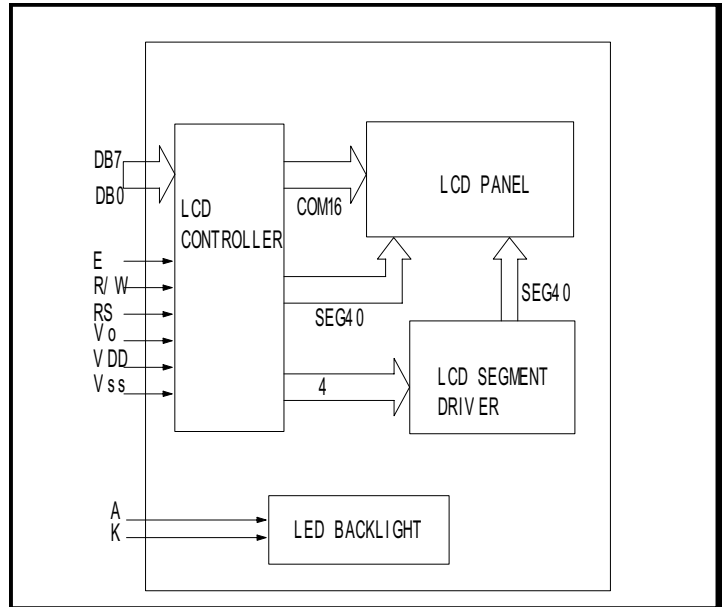 DB7
DB0
E
R/W
RS
Vo
VDD
Vss
LCD
CONTROLLER
COM16
SEG40
4
LCD PANEL
SEG40
LCD SEGMENT
DRIVER
A
K
LED BACKLIGHT